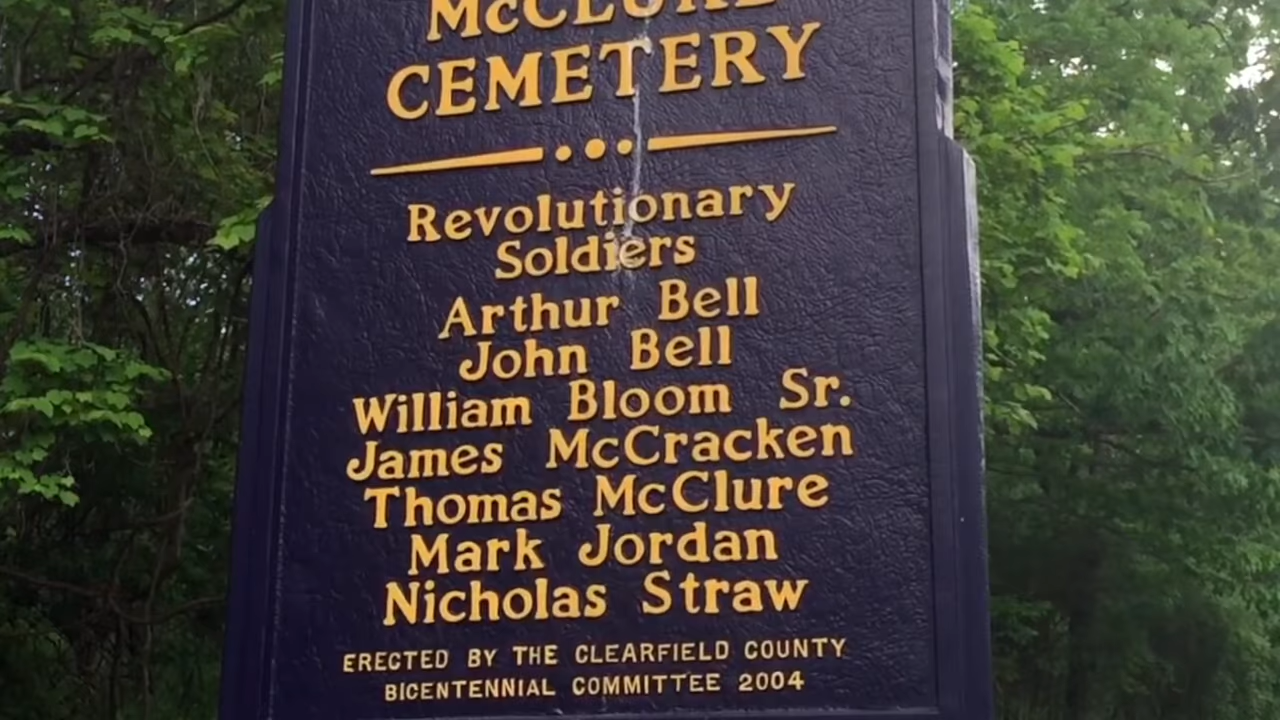 McCLURE
CEMETERY
Revolutionary
Soldiers
Arthur Bell
John Bell
William Bloom Sr.
James McCracken
Thomas McClure
Mark Jordan
Nicholas Straw
ERECTED BY THE CLEARFIELD COUNTY
BICENTENNIAL COMMITTEE 2004